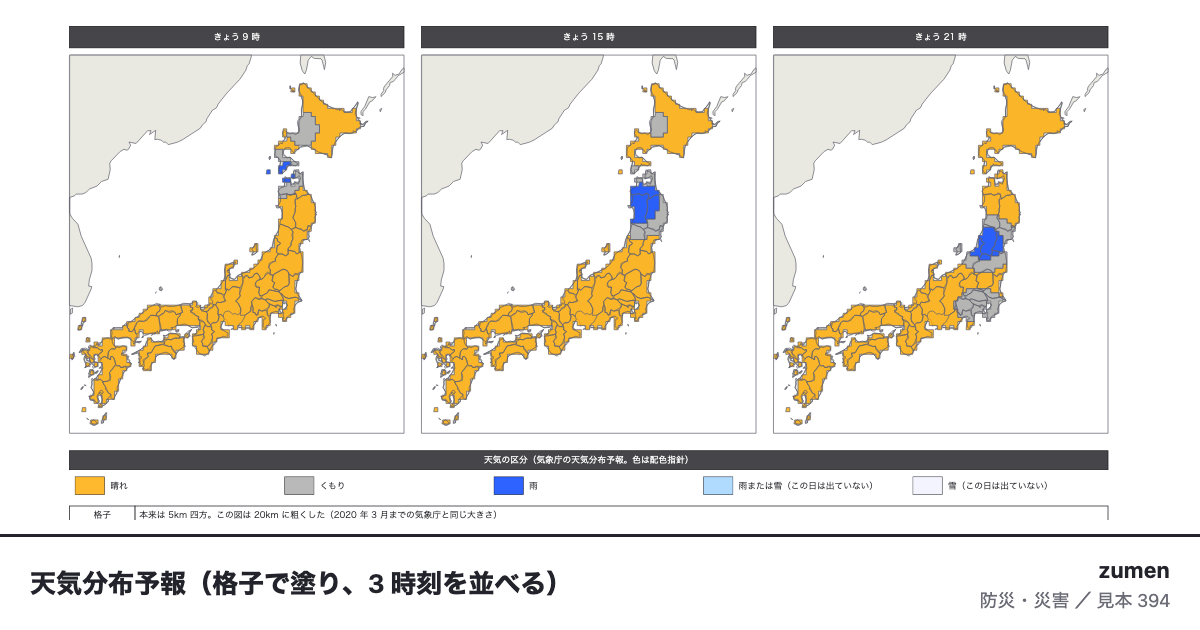 きょう 9 時
きょう 15 時
きょう 21 時
天気の区分（気象庁の天気分布予報。色は配色指針）
晴れ
くもり
雨
雨または雪（この日は出ていない）
雪（この日は出ていない）
格子
本来は 5km 四方。この図は 20km に粗くした（2020 年 3 月までの気象庁と同じ大きさ）
天気分布予報（格子で塗り、3 時刻を並べる）
zumen
防災・災害 ／ 見本 394